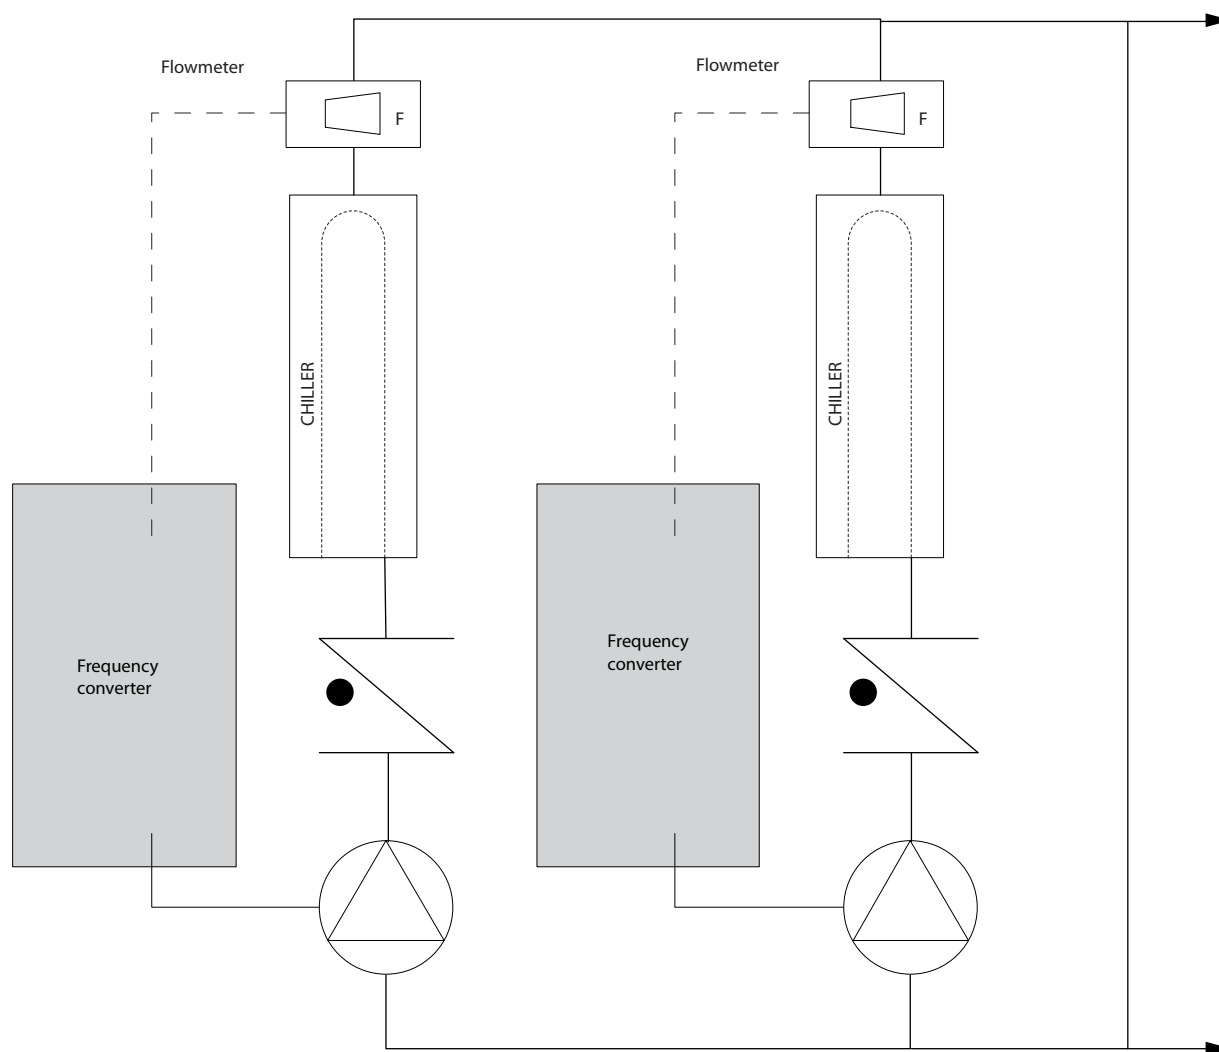 Flowmeter
Flowmeter
F
F
CHILLER
CHILLER
Frequency
converter
Frequency
converter